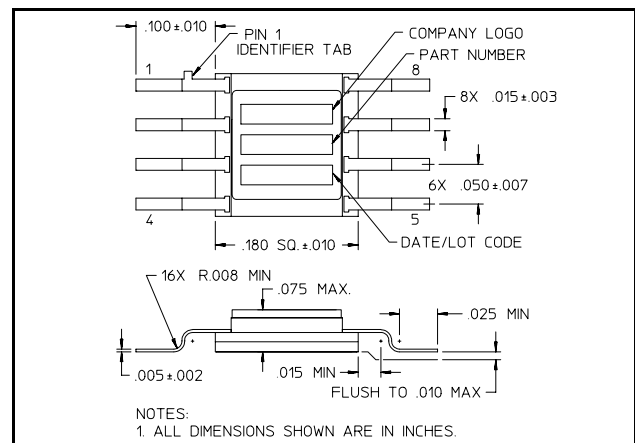 .100±.010
PIN 1
IDENTIFIER TAB
COMPANY LOGO
PART NUMBER
1
8
8X .015±.003
6X .050±.007
4
5
.180 SQ.±.010
DATE/LOT CODE
16X R.008 MIN
.075 MAX.
.025 MIN
.005±.002
.015 MIN
FLUSH TO .010 MAX
NOTES:
1. ALL DIMENSIONS SHOWN ARE IN INCHES.